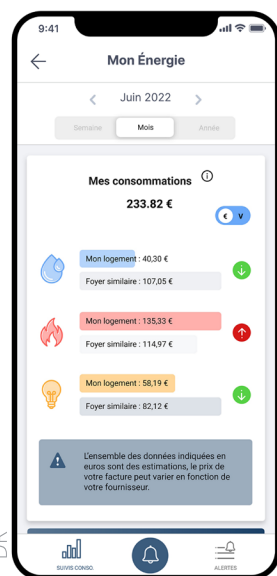 9:41
Mon Énergie
Juin 2022
Semaine Mois Année
Mes consommations
233.82 €
€ V
Mon logement : 40,30 €
Foyer similaire : 107,05 €
Mon logement : 135,33 €
Foyer similaire : 114,97 €
Mon logement : 58,19 €
Foyer similaire : 82,12 €
L'ensemble des données indiquées en
euros sont des estimations, le prix de
votre facture peut varier en fonction de
votre fournisseur.
SUIVIS CONSO. ALERTES
DR